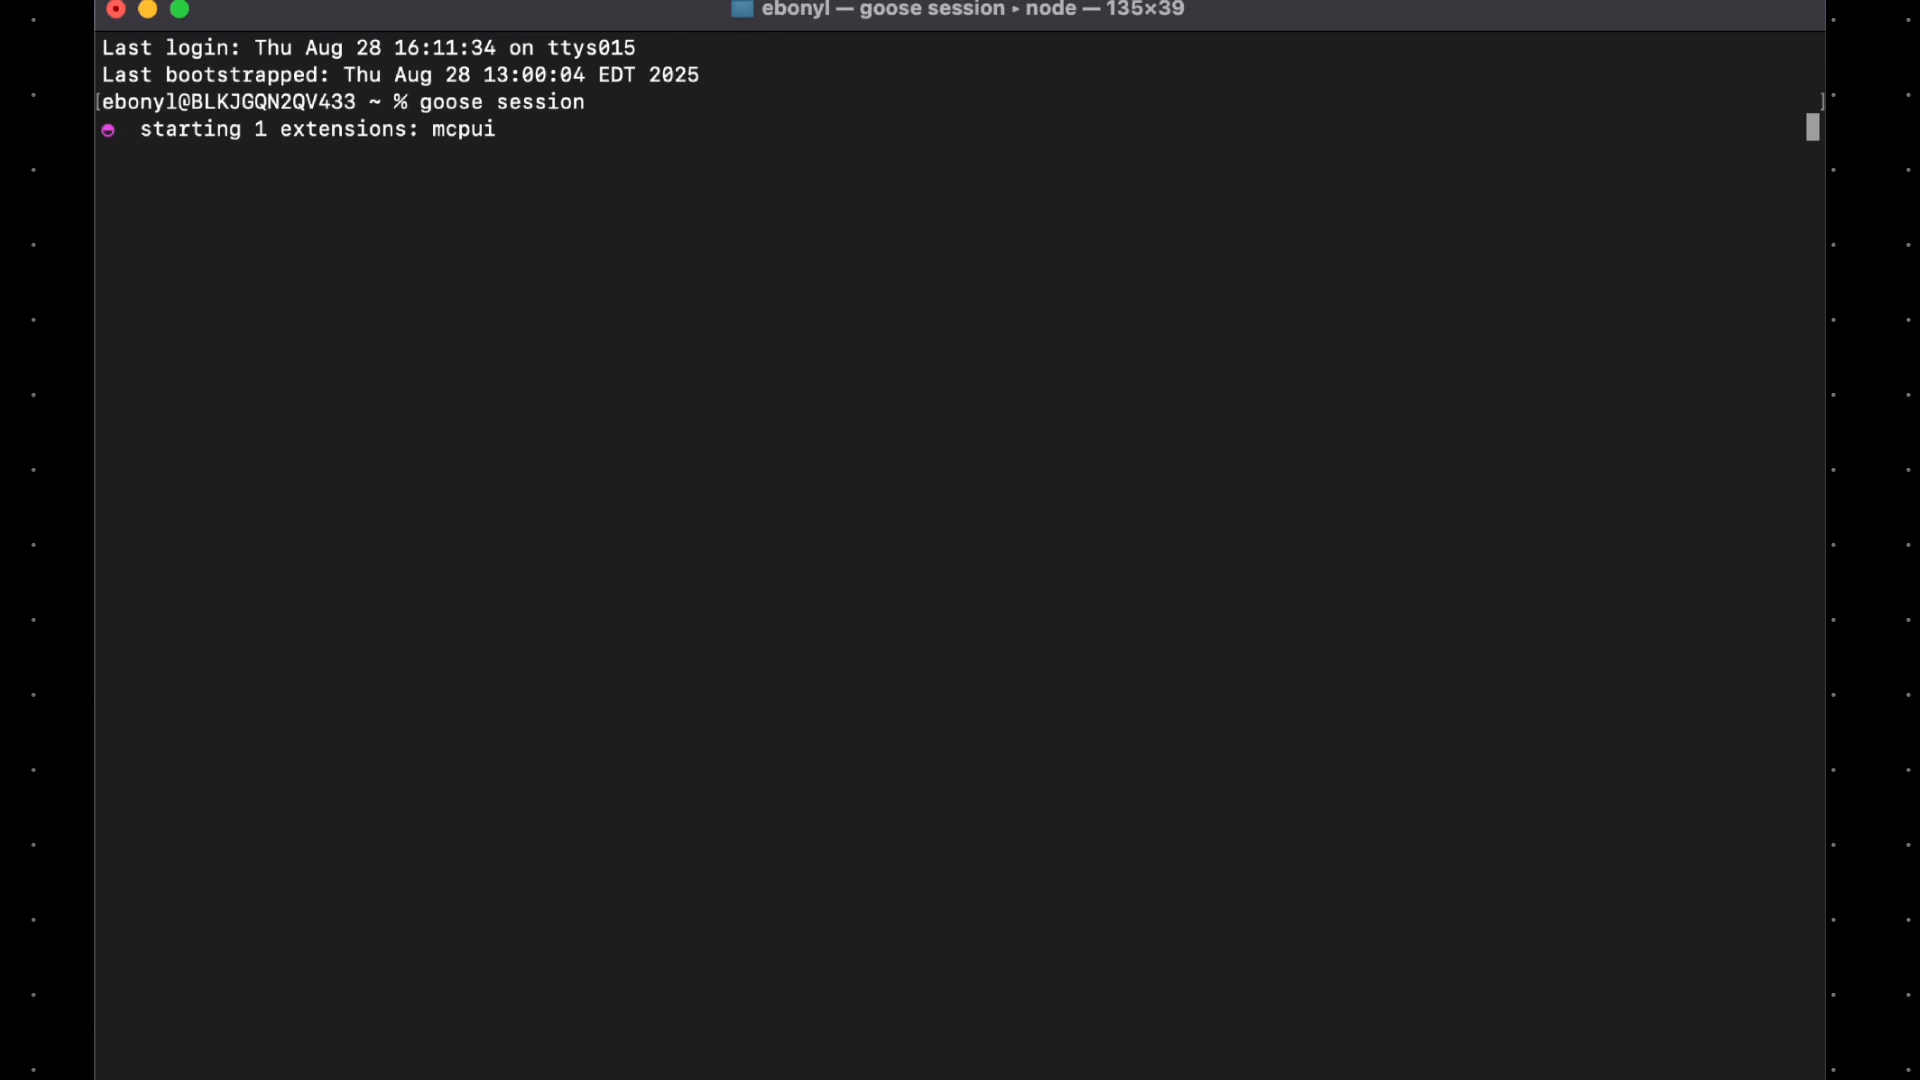 ebonyl — goose session ▸ node — 135×39
Last login: Thu Aug 28 16:11:34 on ttys015
Last bootstrapped: Thu Aug 28 13:00:04 EDT 2025
[ebonyl@BLKJGQN2QV433 ~ % goose session ]
starting 1 extensions: mcpui